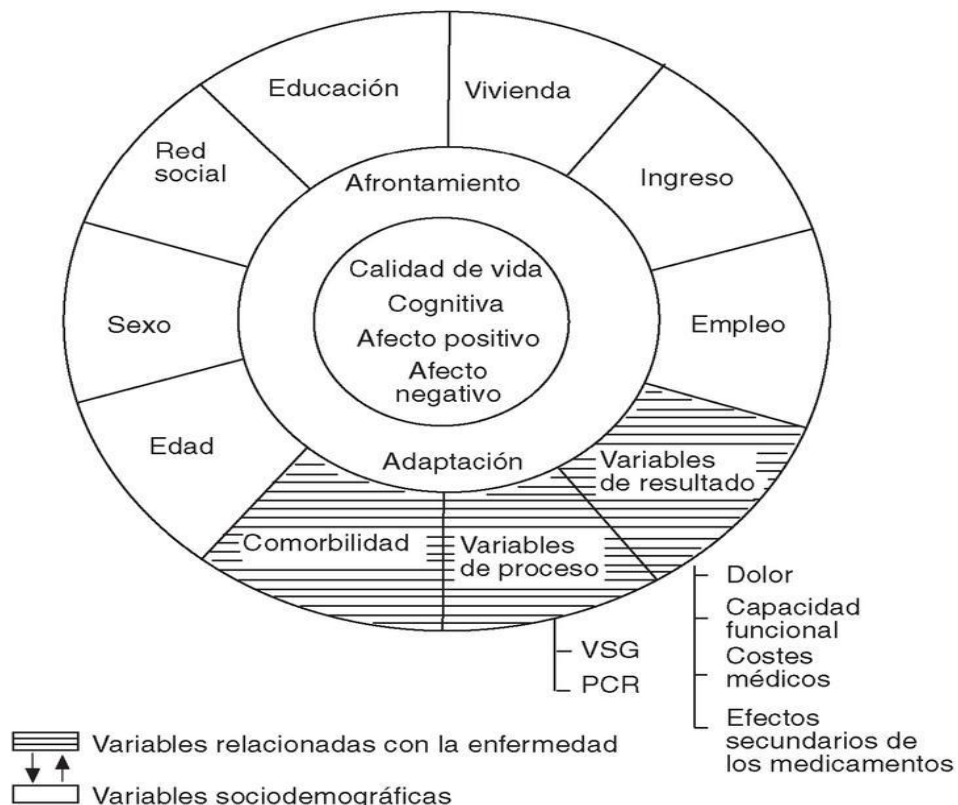 Educación
Vivienda
Red
social
Afrontamiento
Ingreso
Calidad de vida
Cognitiva
Afecto positivo
Afecto
negativo
Sexo
Empleo
Edad
Adaptación
Variables
de resultado
Comorbilidad
Variables
de proceso
VSG
PCR
Dolor
Capacidad
funcional
Costes
médicos
Efectos
secundarios de
los medicamentos
Variables relacionadas con la enfermedad
Variables sociodemográficas